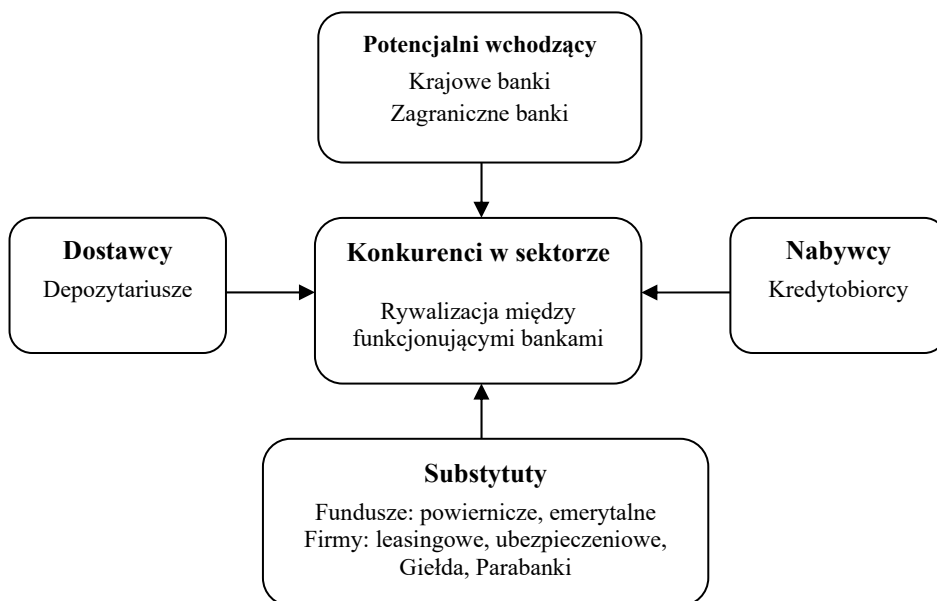 Potencjalni wchodzący
Krajowe banki
Zagraniczne banki
Dostawcy
Depozytariusze
Konkurenci w sektorze
Rywalizacja między
funkcjonującymi bankami
Nabywcy
Kredytobiorcy
Substytuty
Fundusze: powiernicze, emerytalne
Firmy: leasingowe, ubezpieczeniowe,
Giełda, Parabanki